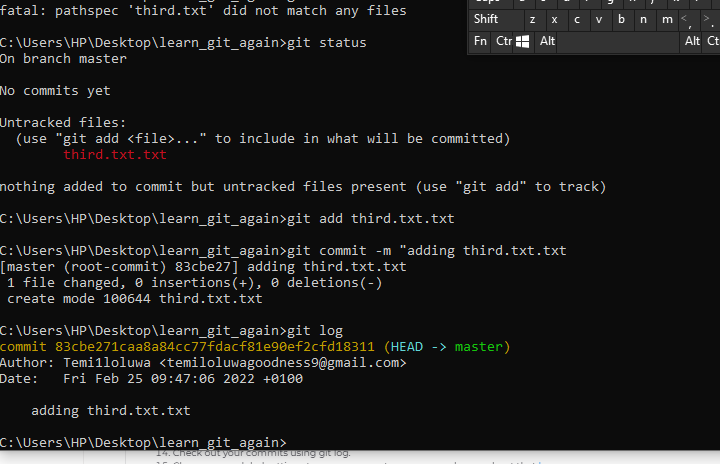 fatal: pathspec 'third.txt' did not match any files
Shift z x c v b n m < , > .
Fn Ctr Alt Alt Ct
C:\Users\HP\Desktop\learn_git_again>git status
On branch master
No commits yet
Untracked files:
(use "git add <file>..." to include in what will be committed)
third.txt.txt
nothing added to commit but untracked files present (use "git add" to track)
C:\Users\HP\Desktop\learn_git_again>git add third.txt.txt
C:\Users\HP\Desktop\learn_git_again>git commit -m "adding third.txt.txt
[master (root-commit) 83cbe27] adding third.txt.txt
1 file changed, 0 insertions(+), 0 deletions(-)
create mode 100644 third.txt.txt
C:\Users\HP\Desktop\learn_git_again>git log
commit 83cbe271caa8a84cc77fdacf81e90ef2cfd18311 (HEAD -> master)
Author: Temi1loluwa <temiloluwagoodness9@gmail.com>
Date: Fri Feb 25 09:47:06 2022 +0100
adding third.txt.txt
C:\Users\HP\Desktop\learn_git_again>
14. Check out your commits using git log.